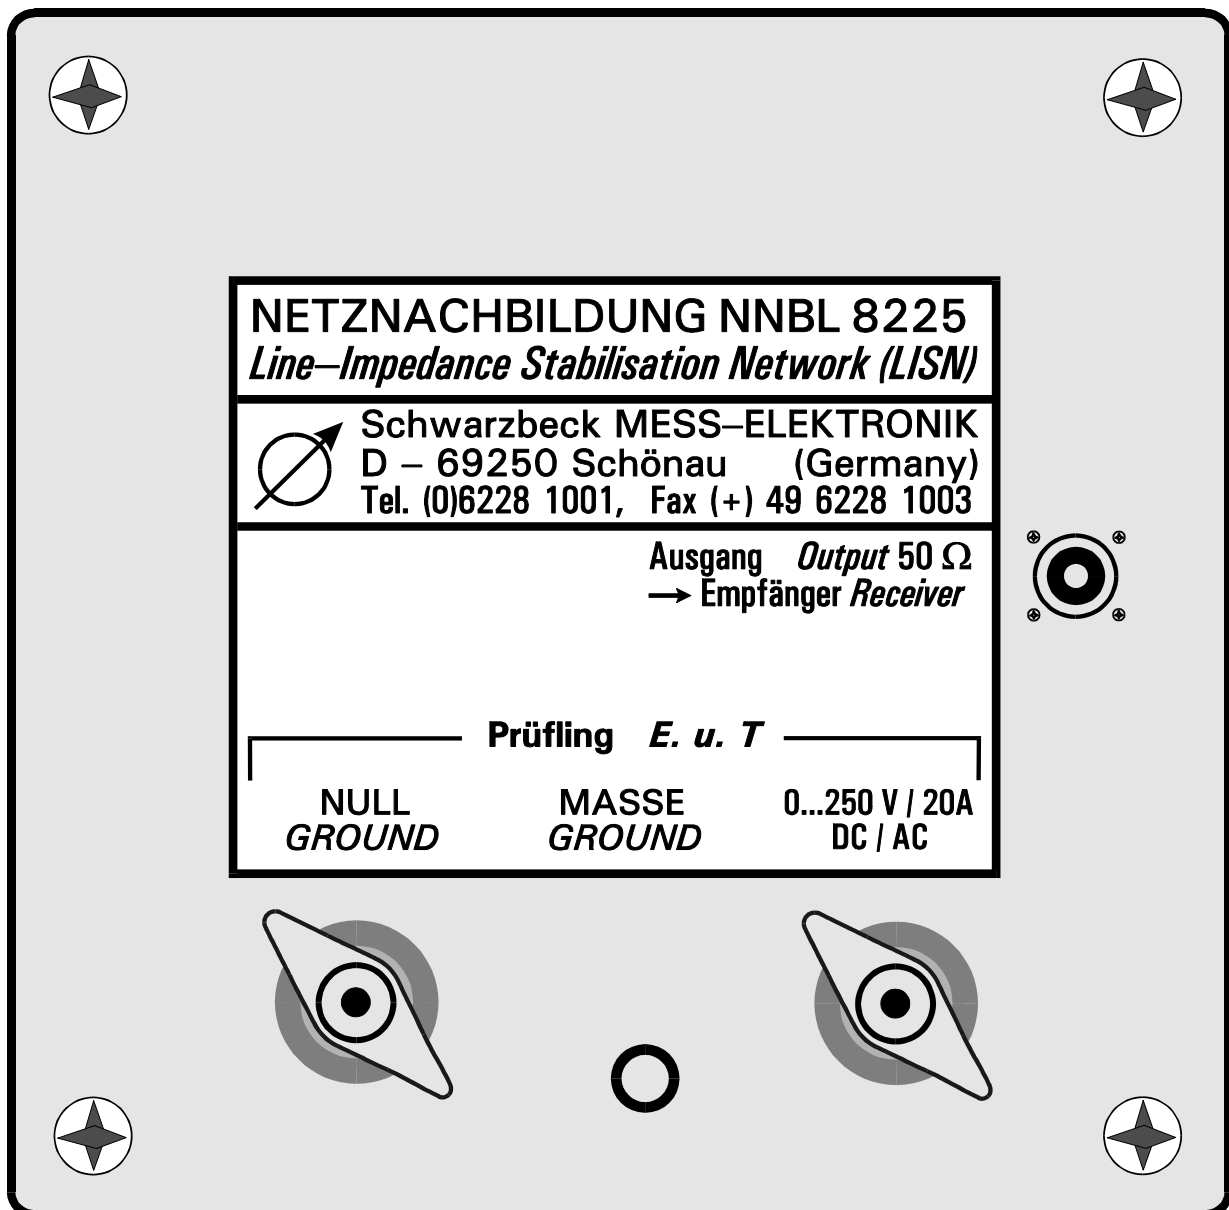 NETZNACHBILDUNG NNBL 8225
Line–Impedance Stabilisation Network (LISN)
Schwarzbeck MESS–ELEKTRONIK
D – 69250 Schönau (Germany)
Tel. (0)6228 1001, Fax (+) 49 6228 1003
Ausgang Output 50 Ω
→ Empfänger Receiver
Prüfling E. u. T
NULL
GROUND
MASSE
GROUND
0...250 V / 20A
DC / AC